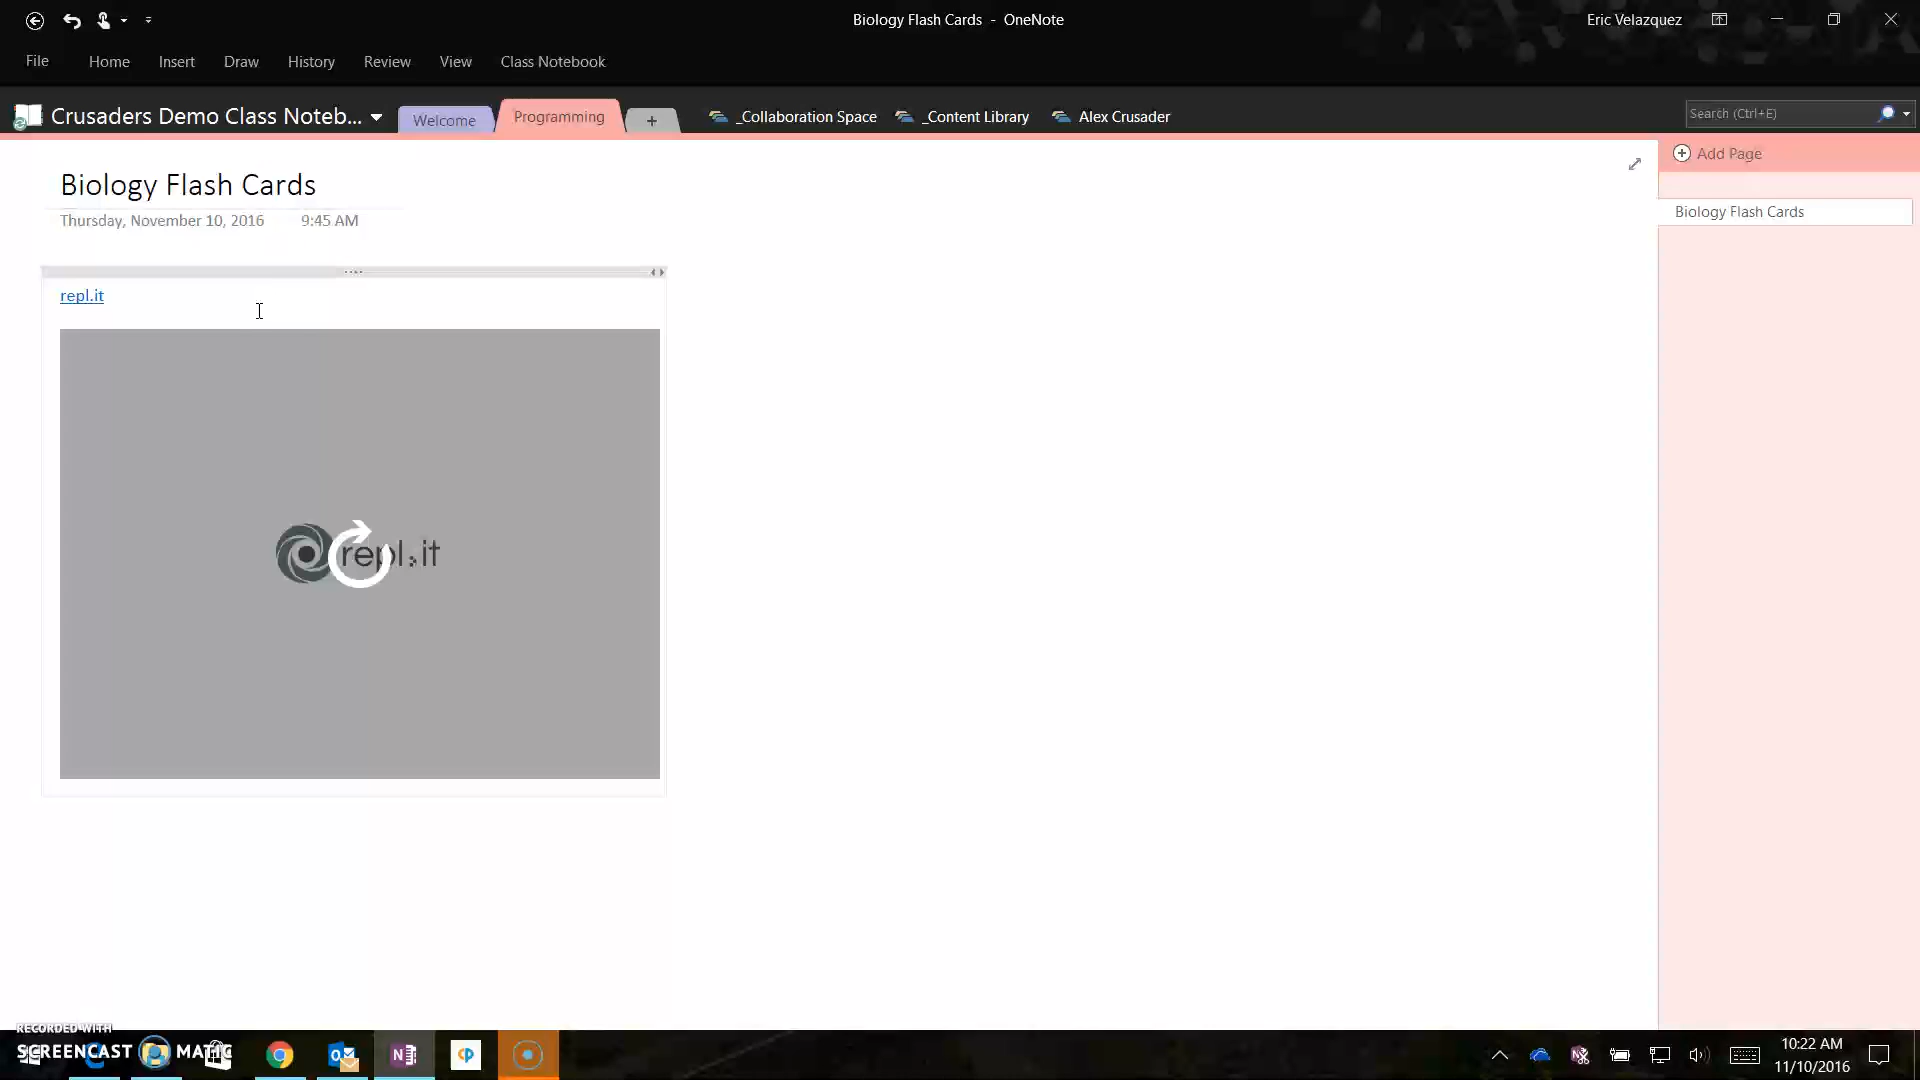 Biology Flash Cards - OneNote
Eric Velazquez
File Home Insert Draw History Review View Class Notebook
Crusaders Demo Class Noteb... Welcome Programming + _Collaboration Space _Content Library Alex Crusader Search (Ctrl+E)
Add Page
Biology Flash Cards
Thursday, November 10, 2016 9:45 AM
Biology Flash Cards
repl.it
repl.it
RECORDED WITH
SCREENCAST MATIC
10:22 AM
11/10/2016